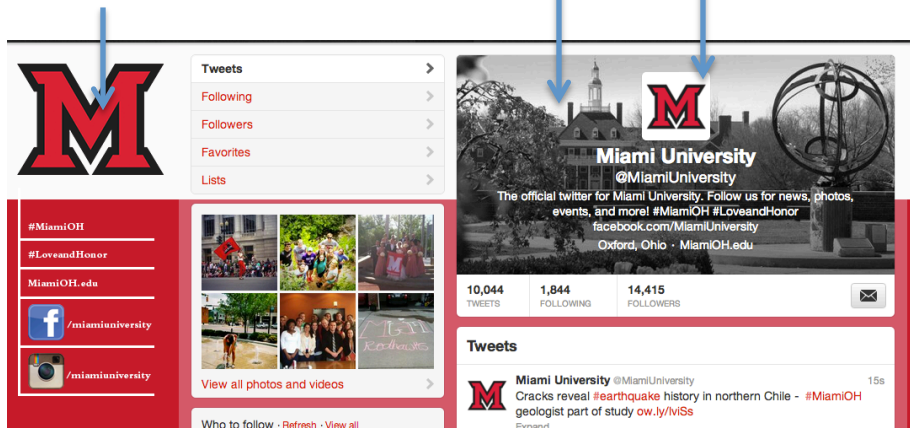 M
#MiamiOH
#LoveandHonor
MiamiOH.edu
f /miamiuniversity
/miamiuniversity
Tweets
Following
Followers
Favorites
Lists
View all photos and videos
Who to follow · Refresh · View all
M
Miami University
@MiamiUniversity
The official twitter for Miami University. Follow us for news, photos,
events, and more! #MiamiOH #LoveandHonor
facebook.com/MiamiUniversity
Oxford, Ohio · MiamiOH.edu
10,044 1,844 14,415
TWEETS FOLLOWING FOLLOWERS
Tweets
M
Miami University @MiamiUniversity 15s
Cracks reveal #earthquake history in northern Chile - #MiamiOH
geologist part of study ow.ly/lviSs
Expand